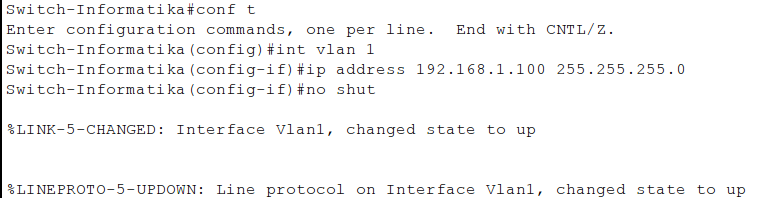 Switch-Informatika#conf t
Enter configuration commands, one per line.  End with CNTL/Z.
Switch-Informatika(config)#int vlan 1
Switch-Informatika(config-if)#ip address 192.168.1.100 255.255.255.0
Switch-Informatika(config-if)#no shut
%LINK-5-CHANGED: Interface Vlan1, changed state to up
%LINEPROTO-5-UPDOWN: Line protocol on Interface Vlan1, changed state to up